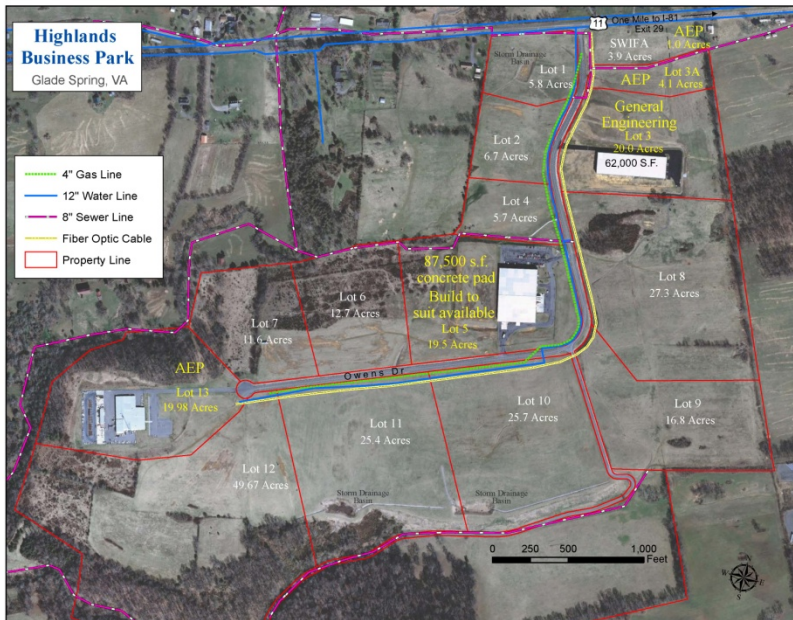 Highlands
Business Park
Glade Spring, VA
4" Gas Line
12" Water Line
8" Sewer Line
Fiber Optic Cable
Property Line
11
One Mile to I-81
Exit 29
SWIFA
3.9 Acres
AEP
1.0 Acres
Storm Drainage
Basin
Lot 1
5.8 Acres
AEP
Lot 3A
4.1 Acres
General
Engineering
Lot 3
20.0 Acres
62,000 S.F.
Lot 2
6.7 Acres
Lot 4
5.7 Acres
87,500 s.f.
concrete pad
Build to
suit available
Lot 5
19.5 Acres
Lot 8
27.3 Acres
Lot 6
12.7 Acres
Lot 7
11.6 Acres
AEP
Lot 13
19.98 Acres
Owens Dr
Lot 10
25.7 Acres
Lot 9
16.8 Acres
Lot 11
25.4 Acres
Lot 12
49.67 Acres
Storm Drainage
Basin
Storm Drainage
Basin
0 250 500 1,000
Feet
N
W
E
S